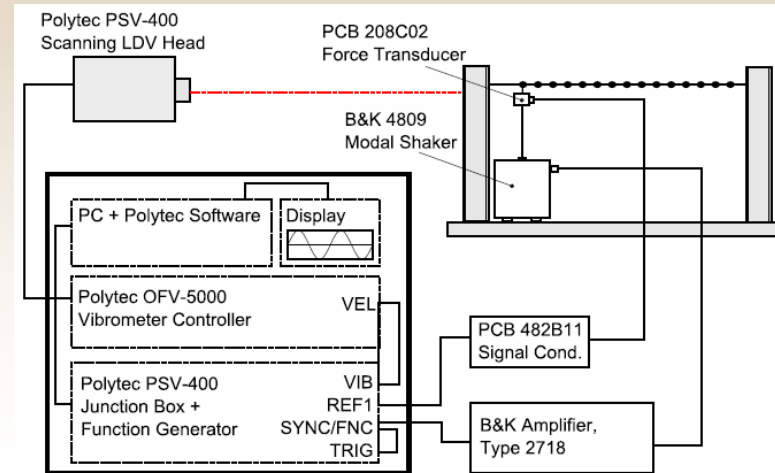 Polytec PSV-400
Scanning LDV Head
PCB 208C02
Force Transducer
B&K 4809
Modal Shaker
PC + Polytec Software
Display
Polytec OFV-5000
Vibrometer Controller
VEL
Polytec PSV-400
Junction Box +
Function Generator
VIB
REF1
SYNC/FNC
TRIG
PCB 482B11
Signal Cond.
B&K Amplifier,
Type 2718